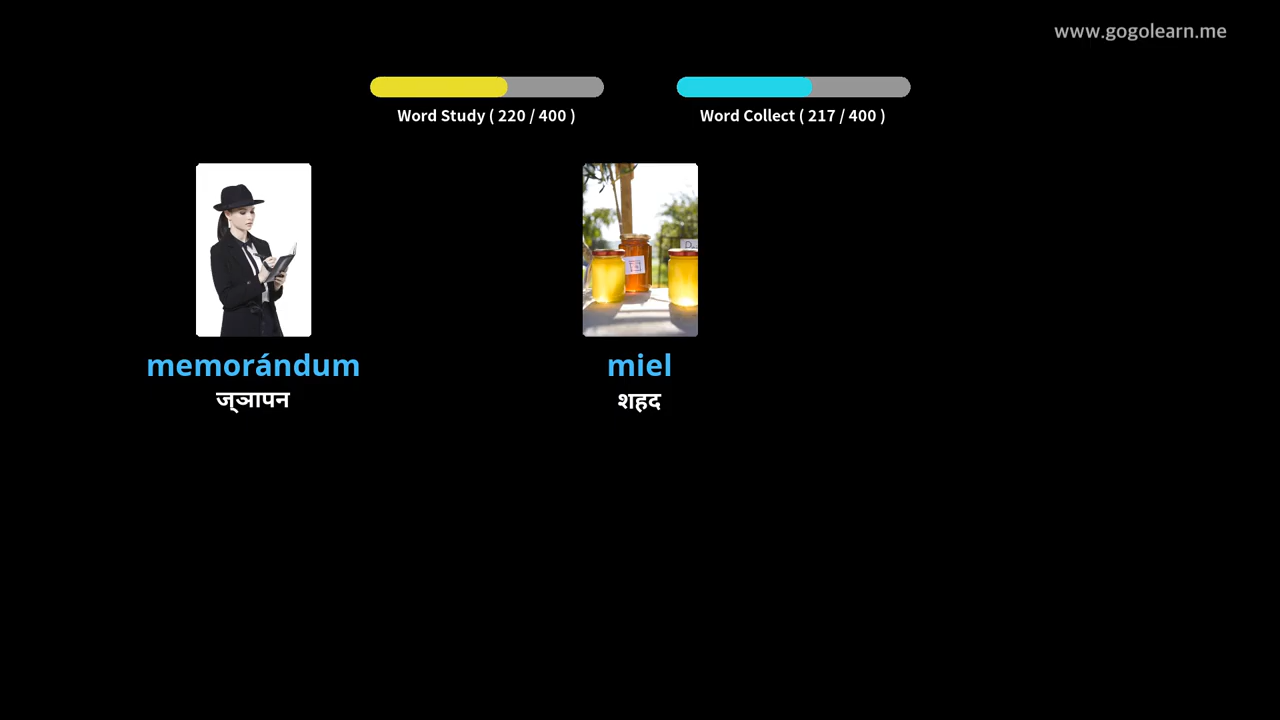 www.gogolearn.me
Word Study ( 220 / 400 )
Word Collect ( 217 / 400 )
memorándum
ज्ञापन
miel
शहद